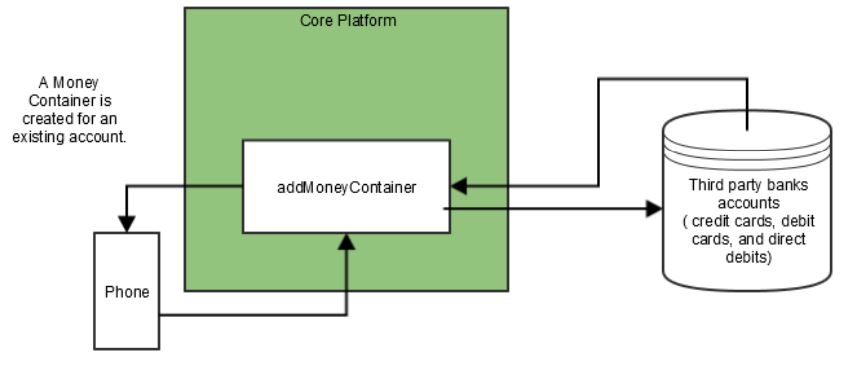 Core Platform
A Money
Container is
created for an
existing account.
addMoneyContainer
Third party banks
accounts
( credit cards, debit
cards, and direct
debits)
Phone